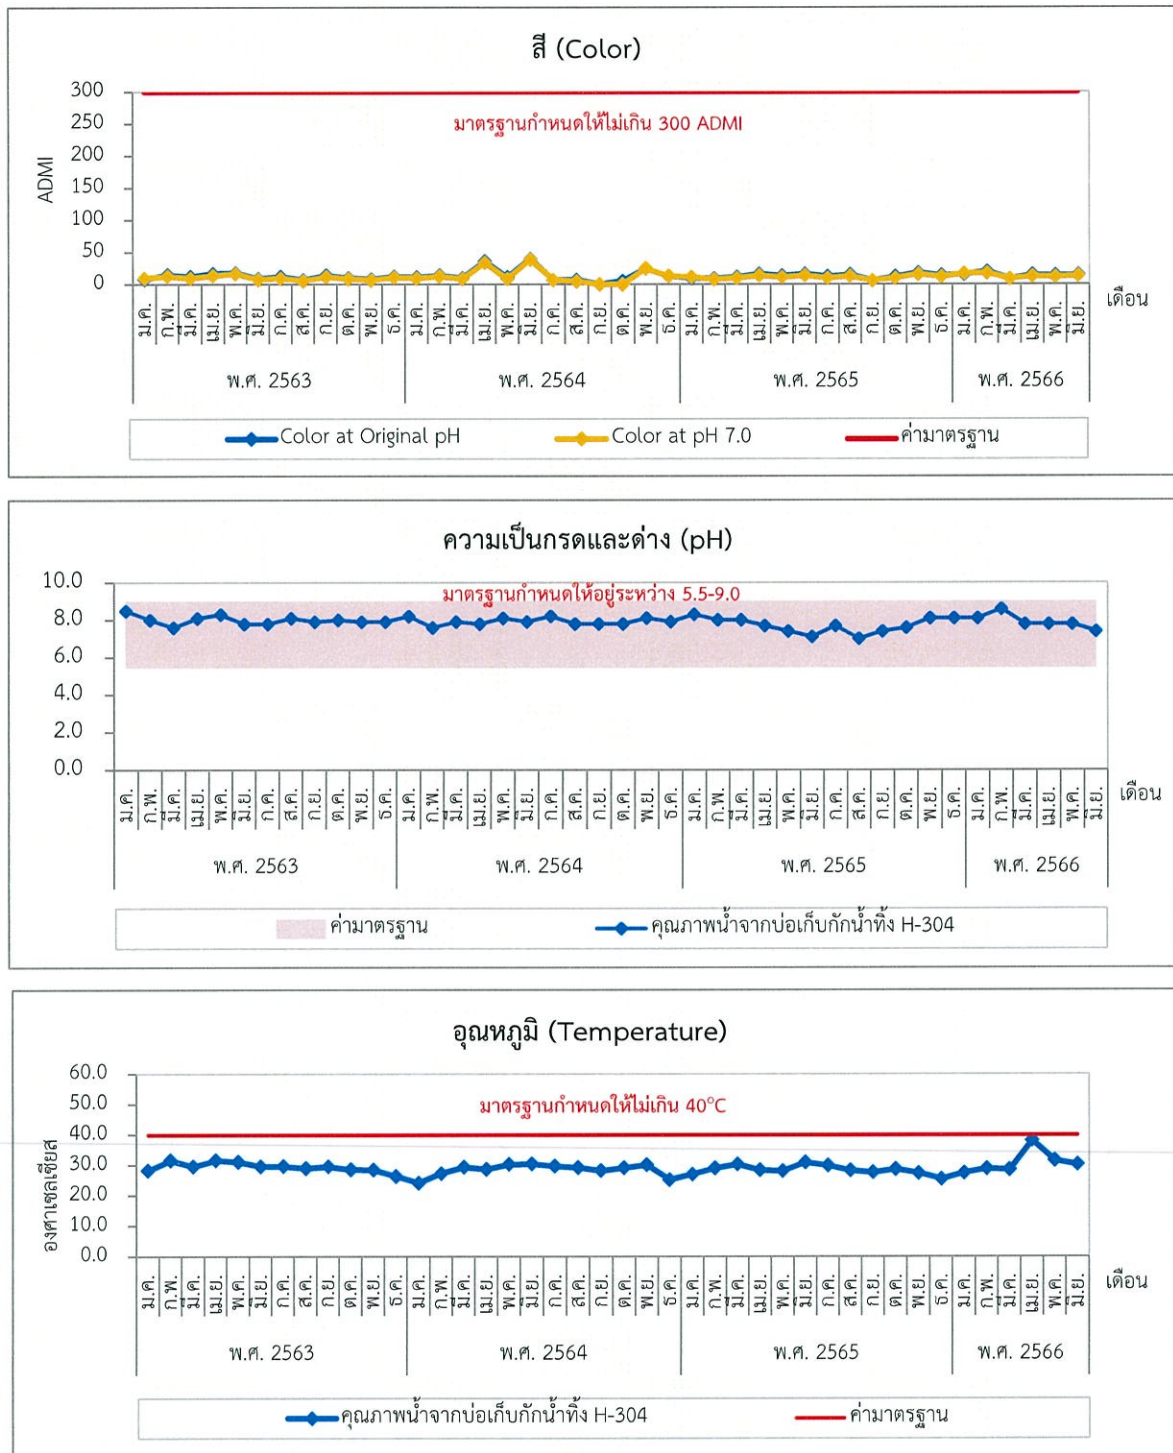 สี (Color)
300
250
200
150
100
50
0
ADMI
มาตรฐานกำหนดให้ไม่เกิน 300 ADMI
ม.ค. ก.พ. มี.ค. เม.ย. พ.ค. มิ.ย. ก.ค. ส.ค. ก.ย. ต.ค. พ.ย. ธ.ค. ม.ค. ก.พ. มี.ค. เม.ย. พ.ค. มิ.ย. ก.ค. ส.ค. ก.ย. ต.ค. พ.ย. ธ.ค. ม.ค. ก.พ. มี.ค. เม.ย. พ.ค. มิ.ย. ก.ค. ส.ค. ก.ย. ต.ค. พ.ย. ธ.ค. ม.ค. ก.พ. มี.ค. เม.ย. พ.ค. มิ.ย.
เดือน
พ.ศ. 2563 พ.ศ. 2564 พ.ศ. 2565 พ.ศ. 2566
Color at Original pH Color at pH 7.0 ค่ามาตรฐาน
ความเป็นกรดและด่าง (pH)
10.0
8.0
6.0
4.0
2.0
0.0
มาตรฐานกำหนดให้อยู่ระหว่าง 5.5-9.0
ม.ค. ก.พ. มี.ค. เม.ย. พ.ค. มิ.ย. ก.ค. ส.ค. ก.ย. ต.ค. พ.ย. ธ.ค. ม.ค. ก.พ. มี.ค. เม.ย. พ.ค. มิ.ย. ก.ค. ส.ค. ก.ย. ต.ค. พ.ย. ธ.ค. ม.ค. ก.พ. มี.ค. เม.ย. พ.ค. มิ.ย. ก.ค. ส.ค. ก.ย. ต.ค. พ.ย. ธ.ค. ม.ค. ก.พ. มี.ค. เม.ย. พ.ค. มิ.ย.
เดือน
พ.ศ. 2563 พ.ศ. 2564 พ.ศ. 2565 พ.ศ. 2566
ค่ามาตรฐาน คุณภาพน้ำจากบ่อเก็บกักน้ำทิ้ง H-304
อุณหภูมิ (Temperature)
60.0
50.0
40.0
30.0
20.0
10.0
0.0
องศาเซลเซียส
มาตรฐานกำหนดให้ไม่เกิน 40°C
ม.ค. ก.พ. มี.ค. เม.ย. พ.ค. มิ.ย. ก.ค. ส.ค. ก.ย. ต.ค. พ.ย. ธ.ค. ม.ค. ก.พ. มี.ค. เม.ย. พ.ค. มิ.ย. ก.ค. ส.ค. ก.ย. ต.ค. พ.ย. ธ.ค. ม.ค. ก.พ. มี.ค. เม.ย. พ.ค. มิ.ย. ก.ค. ส.ค. ก.ย. ต.ค. พ.ย. ธ.ค. ม.ค. ก.พ. มี.ค. เม.ย. พ.ค. มิ.ย.
เดือน
พ.ศ. 2563 พ.ศ. 2564 พ.ศ. 2565 พ.ศ. 2566
คุณภาพน้ำจากบ่อเก็บกักน้ำทิ้ง H-304 ค่ามาตรฐาน